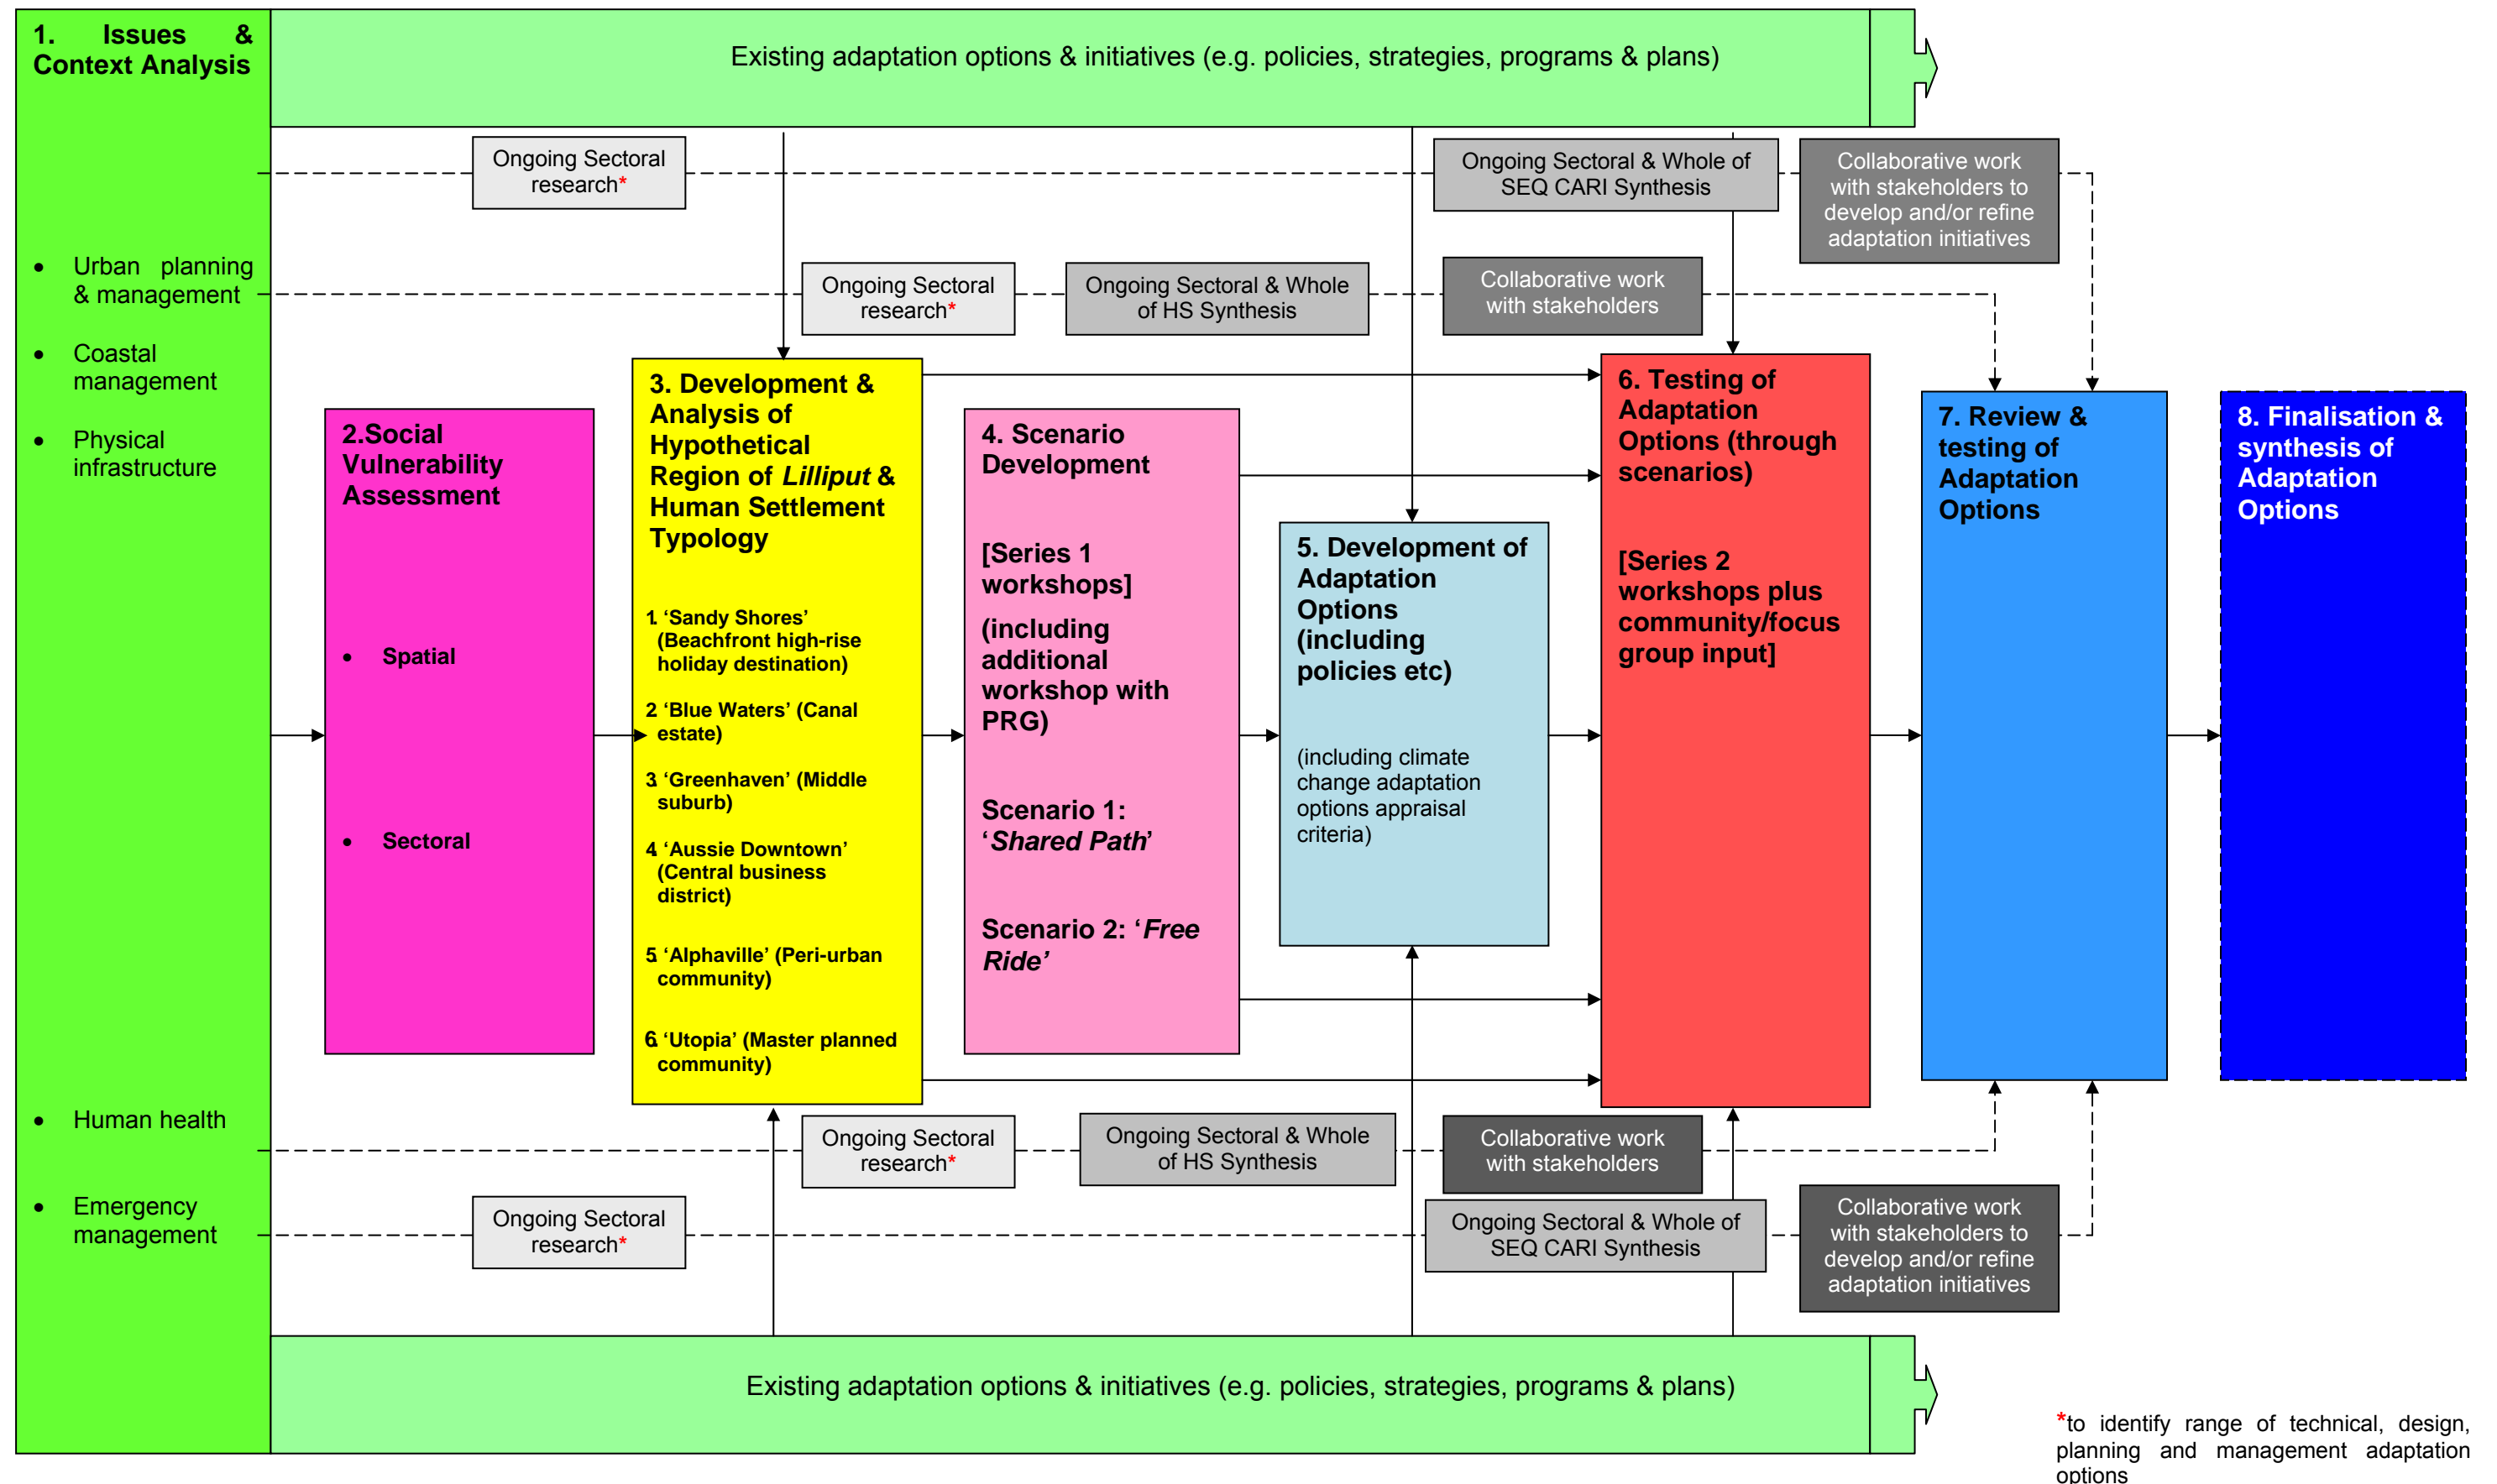 1. Issues &
Context Analysis
Existing adaptation options & initiatives (e.g. policies, strategies, programs & plans)
Ongoing Sectoral
research*
Ongoing Sectoral & Whole of
SEQ CARI Synthesis
Collaborative work
with stakeholders to
develop and/or refine
adaptation initiatives
• Urban planning
& management
• Coastal
management
• Physical
infrastructure
Ongoing Sectoral
research*
Ongoing Sectoral & Whole
of HS Synthesis
Collaborative work
with stakeholders
2.Social
Vulnerability
Assessment
• Spatial
• Sectoral
3. Development &
Analysis of
Hypothetical
Region of Lilliput &
Human Settlement
Typology
1. ‘Sandy Shores’
(Beachfront high-rise
holiday destination)
2. ‘Blue Waters’ (Canal
estate)
3. ‘Greenhaven’ (Middle
suburb)
4. ‘Aussie Downtown’
(Central business
district)
5. ‘Alphaville’ (Peri-urban
community)
6. ‘Utopia’ (Master planned
community)
4. Scenario
Development
[Series 1
workshops]
(including
additional
workshop with
PRG)
Scenario 1:
‘Shared Path’
Scenario 2: ‘Free
Ride’
5. Development of
Adaptation
Options
(including
policies etc)
(including climate
change adaptation
options appraisal
criteria)
6. Testing of
Adaptation
Options (through
scenarios)
[Series 2
workshops plus
community/focus
group input]
7. Review &
testing of
Adaptation
Options
8. Finalisation &
synthesis of
Adaptation
Options
• Human health
• Emergency
management
Ongoing Sectoral
research*
Ongoing Sectoral & Whole
of HS Synthesis
Collaborative work
with stakeholders
Ongoing Sectoral
research*
Ongoing Sectoral & Whole of
SEQ CARI Synthesis
Collaborative work
with stakeholders to
develop and/or refine
adaptation initiatives
Existing adaptation options & initiatives (e.g. policies, strategies, programs & plans)
*to identify range of technical, design,
planning and management adaptation
options